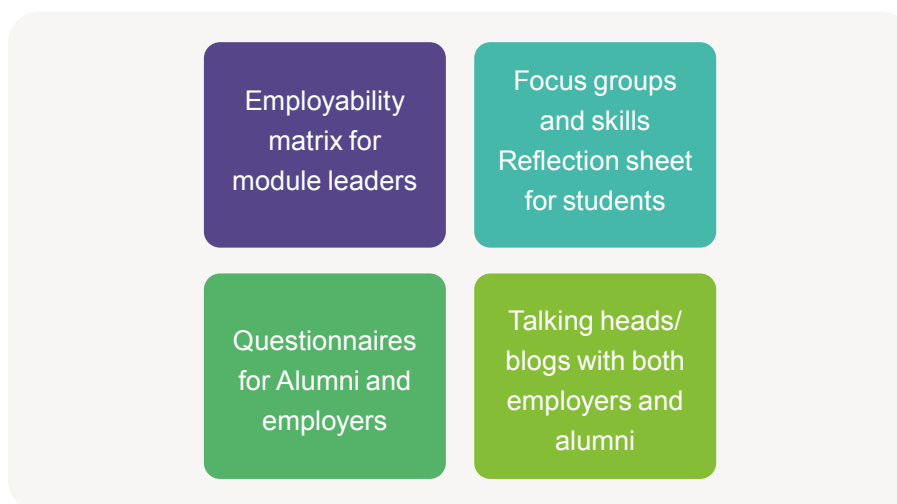 Employability
matrix for
module leaders
Focus groups
and skills
Reflection sheet
for students
Questionnaires
for Alumni and
employers
Talking heads/
blogs with both
employers and
alumni